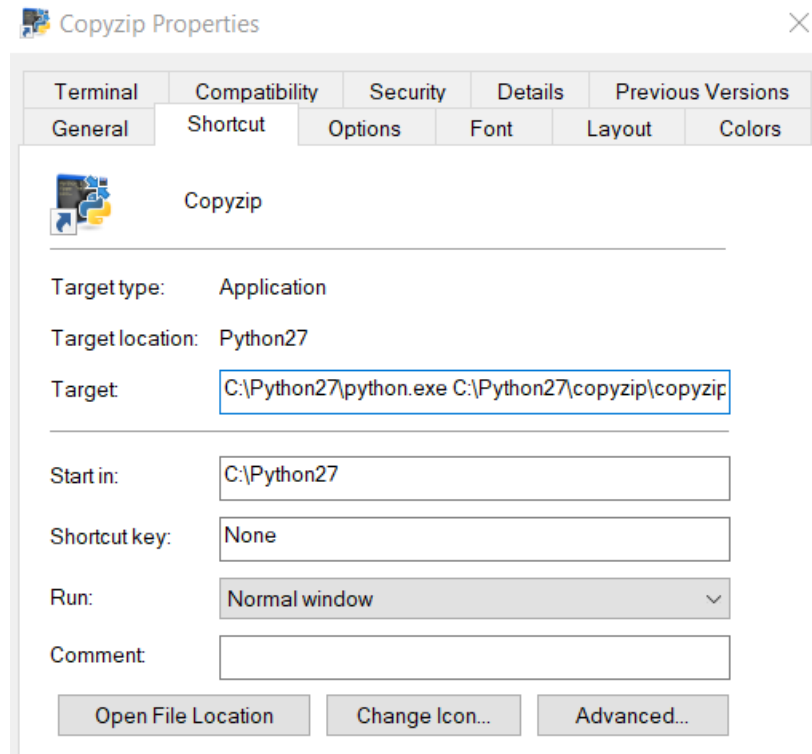 Copyzip Properties
Terminal Compatibility Security Details Previous Versions
General Shortcut Options Font Layout Colors
Copyzip
Target type: Application
Target location: Python27
Target: C:\Python27\python.exe C:\Python27\copyzip\copyzip
Start in: C:\Python27
Shortcut key: None
Run: Normal window
Comment:
Open File Location Change Icon... Advanced...